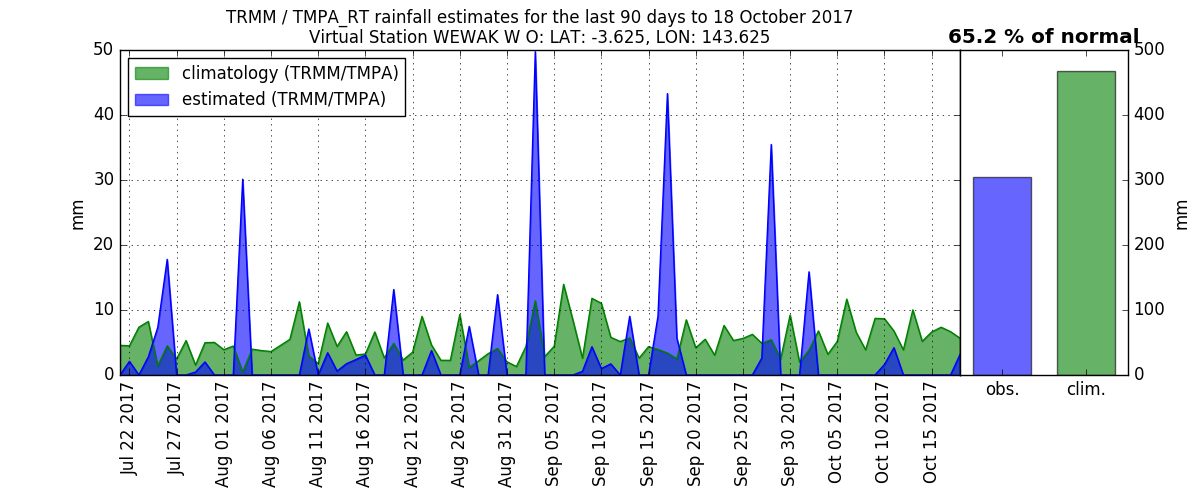 TRMM / TMPA_RT rainfall estimates for the last 90 days to 18 October 2017
Virtual Station WEWAK W O: LAT: -3.625, LON: 143.625
65.2 % of normal
climatology (TRMM/TMPA)
estimated (TRMM/TMPA)
mm
50
40
30
20
10
0
Jul 22 2017
Jul 27 2017
Aug 01 2017
Aug 06 2017
Aug 11 2017
Aug 16 2017
Aug 21 2017
Aug 26 2017
Aug 31 2017
Sep 05 2017
Sep 10 2017
Sep 15 2017
Sep 20 2017
Sep 25 2017
Sep 30 2017
Oct 05 2017
Oct 10 2017
Oct 15 2017
obs.
clim.
500
400
300
200
100
0
mm